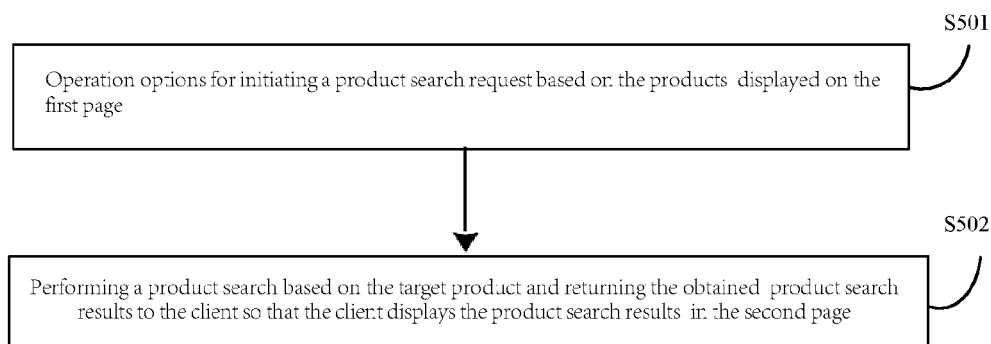 S501
Operation options for initiating a product search request based on the products displayed on the
first page
S502
Performing a product search based on the target product and returning the obtained product search
results to the client so that the client displays the product search results in the second page